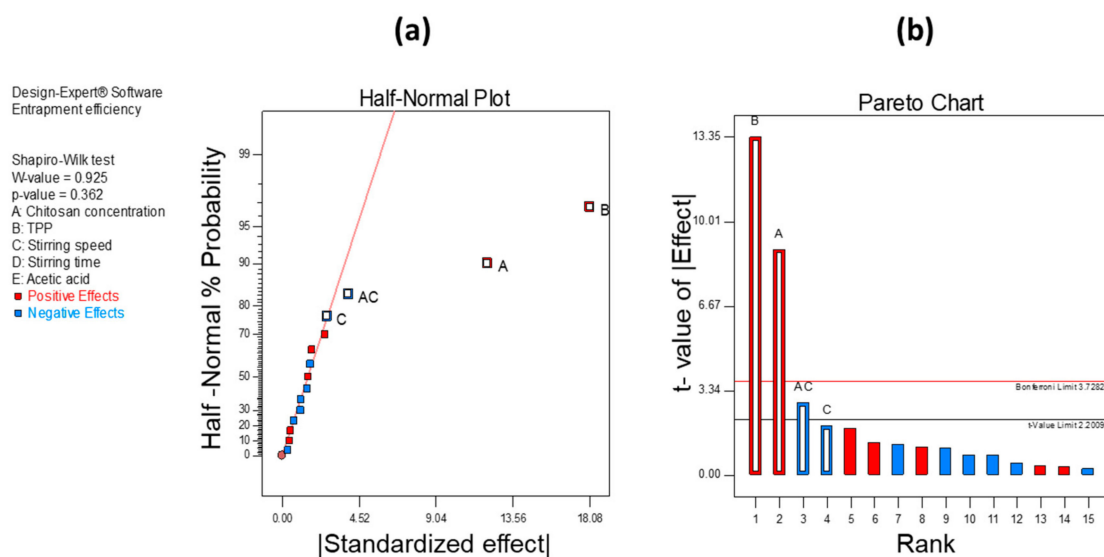 (a)
(b)
Design-Expert® Software
Entrapment efficiency
Shapiro-Wilk test
W-value = 0.925
p-value = 0.362
A: Chitosan concentration
B: TPP
C: Stirring speed
D: Stirring time
E: Acetic acid
Positive Effects
Negative Effects
Half-Normal Plot
Half -Normal % Probability
99
95
90
80
70
50
30
20
10
0
B
A
AC
C
0.00 4.52 9.04 13.56 18.08
|Standardized effect|
Pareto Chart
t- value of |Effect|
13.35
10.01
6.67
3.34
0.00
B
A
AC
C
Bonferroni Limit 3.7282
t-Value Limit 2.2009
1 2 3 4 5 6 7 8 9 10 11 12 13 14 15
Rank